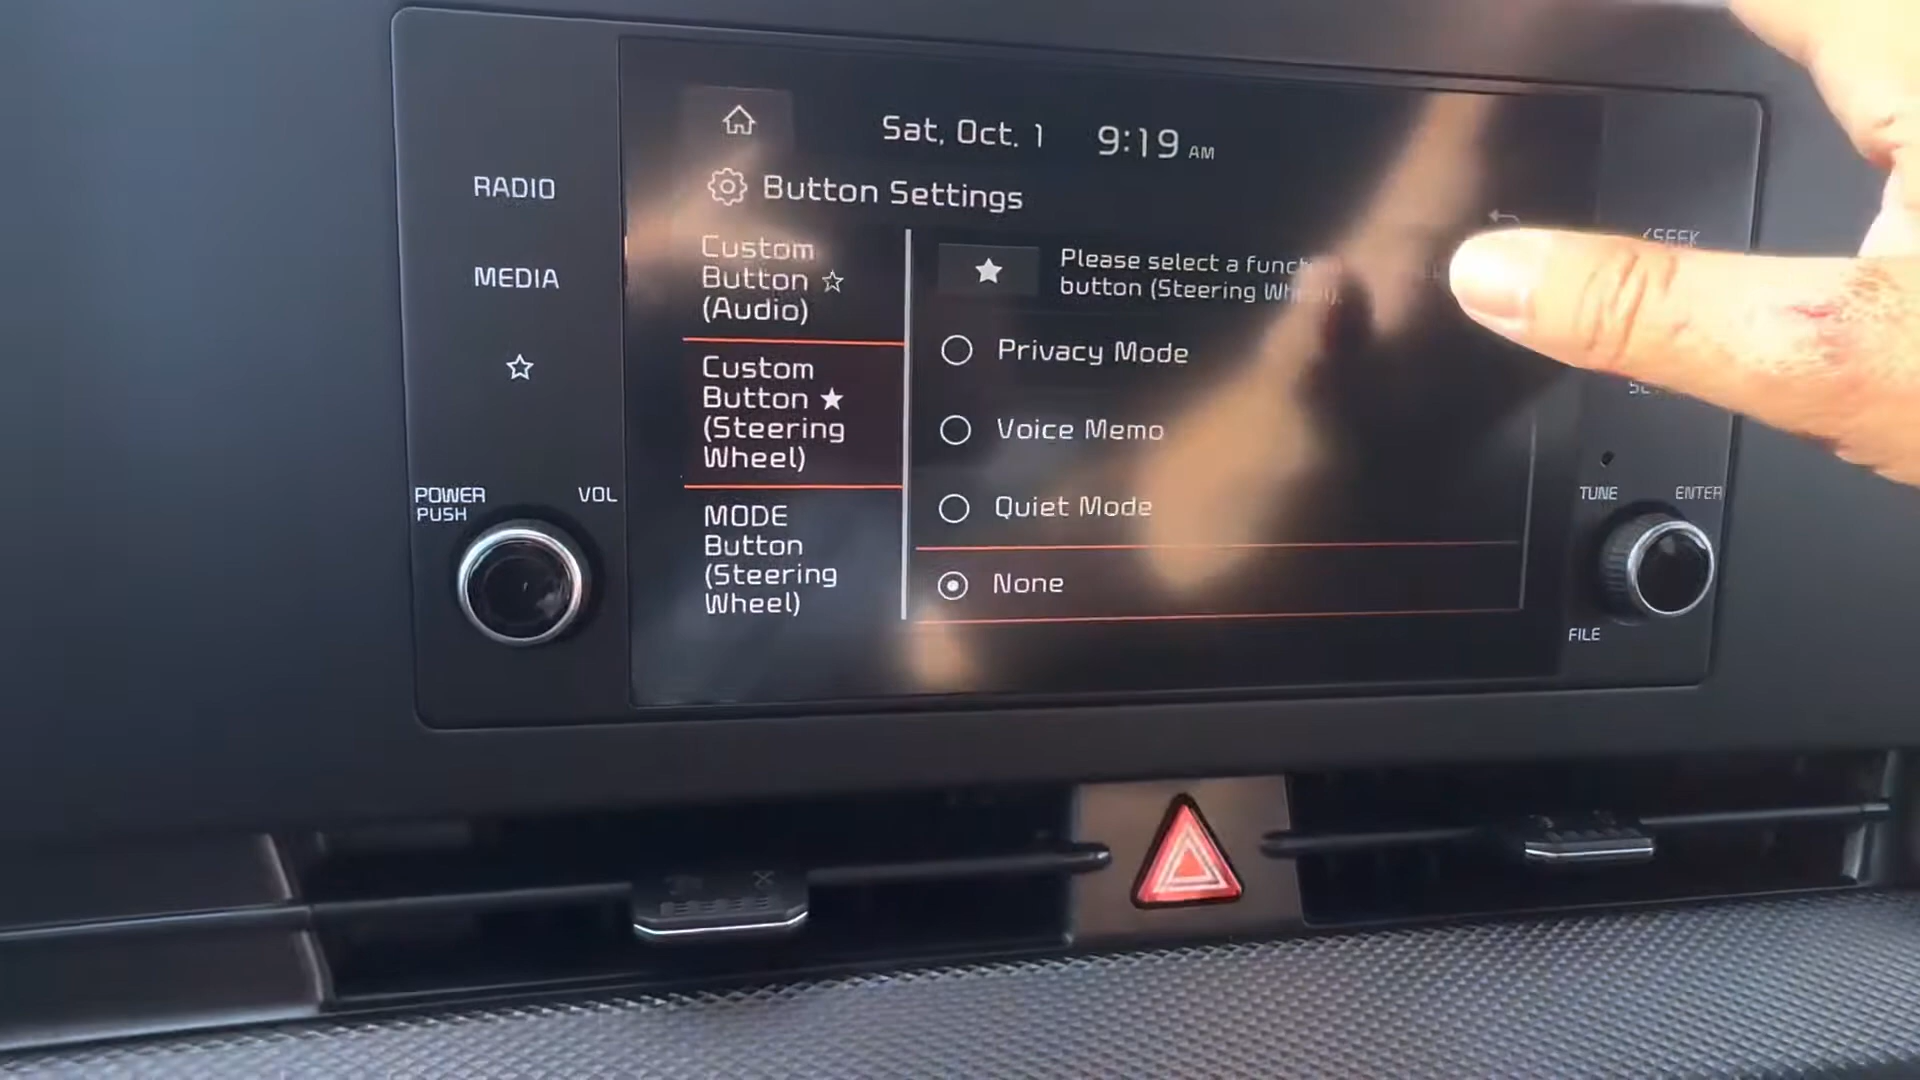 Sat, Oct. 1 9:19 AM
RADIO
Button Settings
Custom
Button ☆
(Audio)
MEDIA
Custom
Button ★
(Steering
Wheel)
MODE
Button
(Steering
Wheel)
★ Please select a
button (Steering
Privacy Mode
Voice Memo
Quiet Mode
None
☆
POWER
PUSH
VOL
<SEEK
TUNE
ENTER
FILE